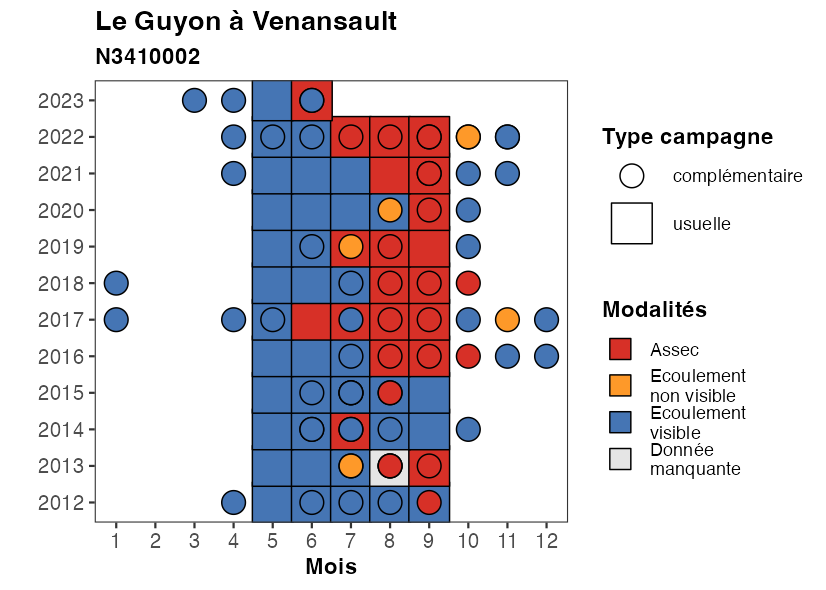 Le Guyon à Venansault
N3410002
2023
2022
2021
2020
2019
2018
2017
2016
2015
2014
2013
2012
1 2 3 4 5 6 7 8 9 10 11 12
Mois
Type campagne
complémentaire
usuelle
Modalités
Assec
Ecoulement
non visible
Ecoulement
visible
Donnée
manquante